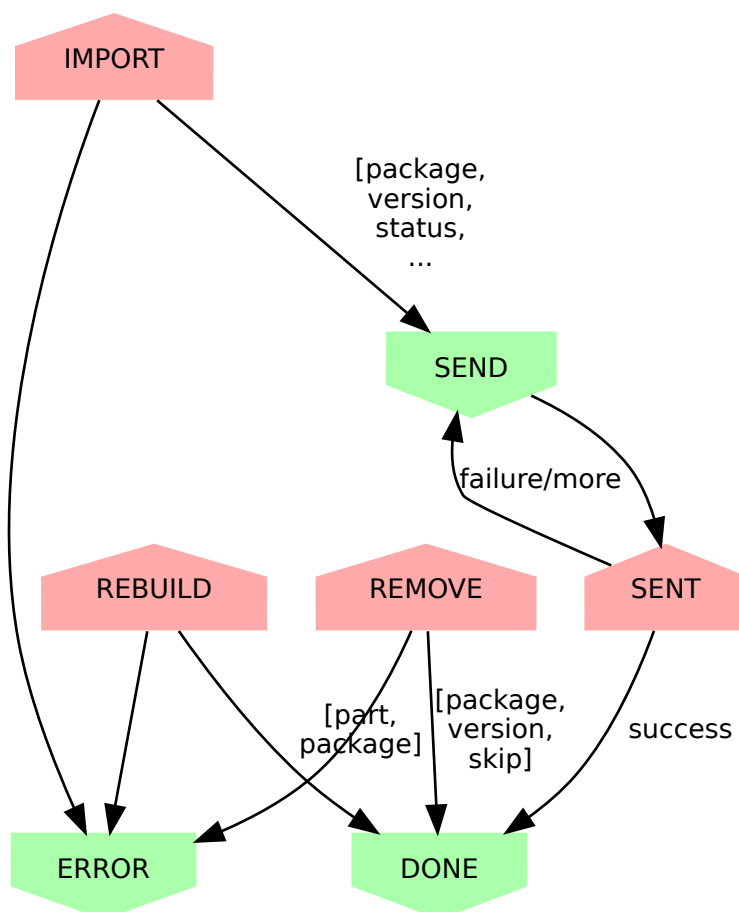 IMPORT
[package,
version,
status,
...
SEND
failure/more
REBUILD
REMOVE
SENT
[part,
package]
[package,
version,
skip]
success
ERROR
DONE